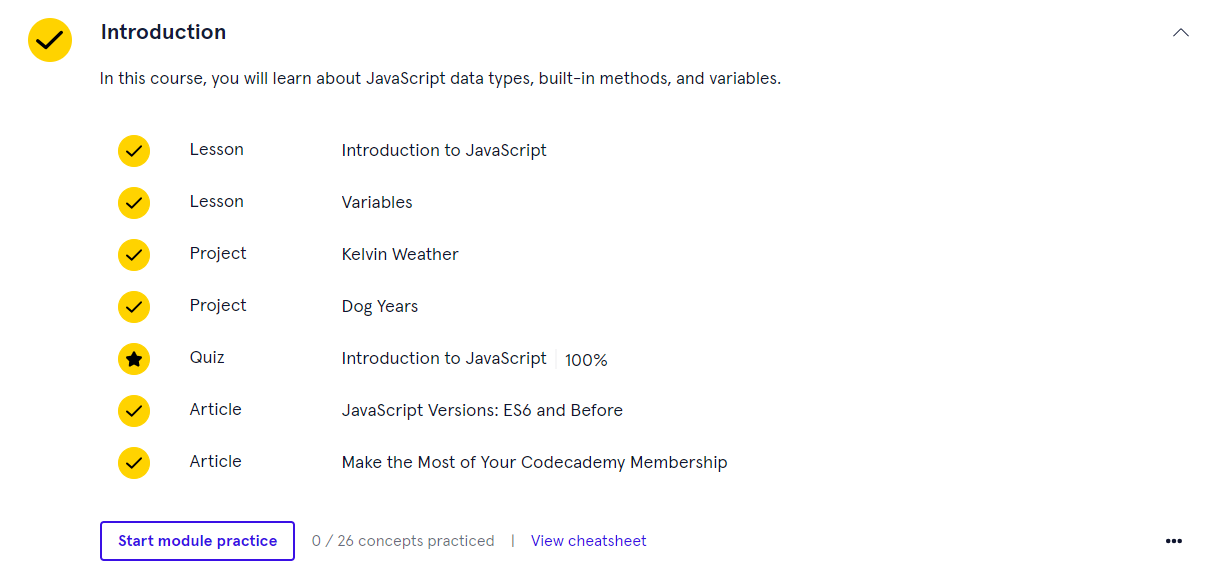 Introduction
In this course, you will learn about JavaScript data types, built-in methods, and variables.
Lesson Introduction to JavaScript
Lesson Variables
Project Kelvin Weather
Project Dog Years
Quiz Introduction to JavaScript | 100%
Article JavaScript Versions: ES6 and Before
Article Make the Most of Your Codecademy Membership
Start module practice 0 / 26 concepts practiced | View cheatsheet